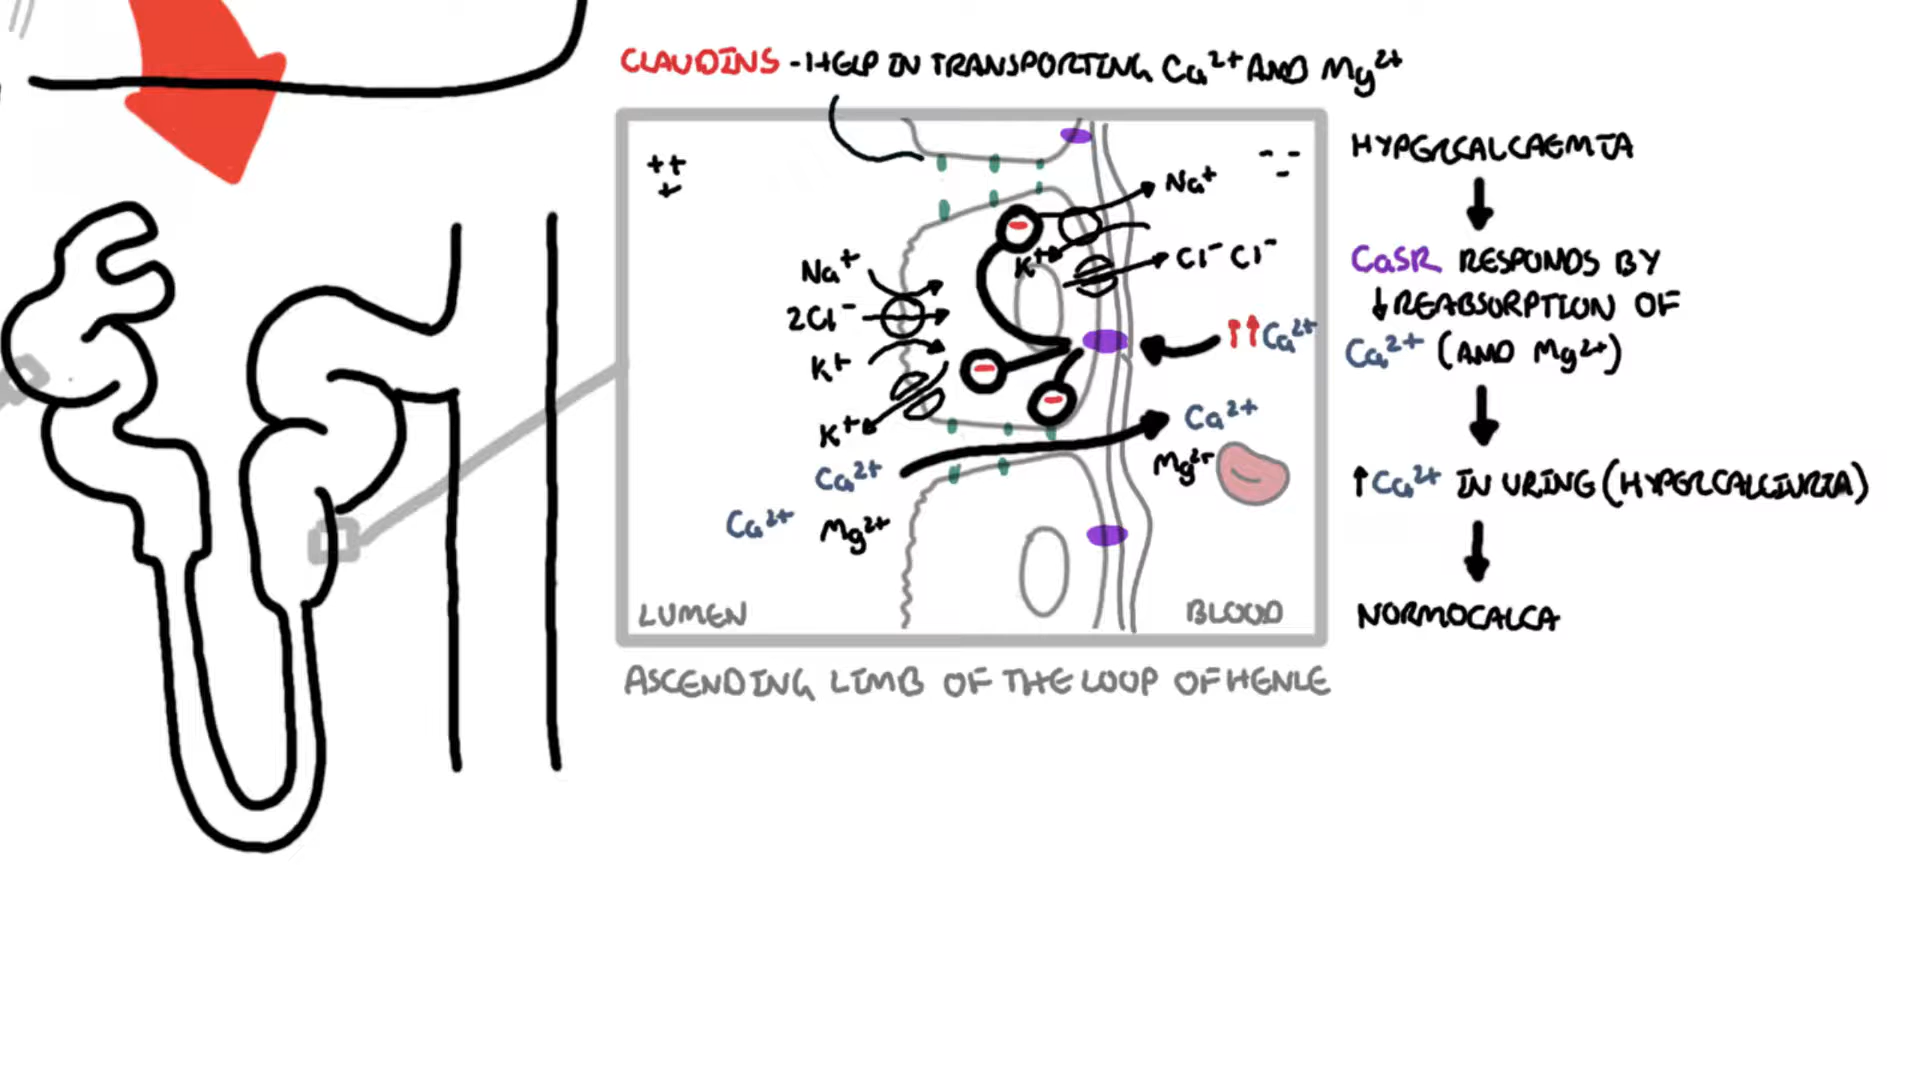 CLAUDINS - HELP IN TRANSPORTING Ca²⁺ AND Mg²⁺
++
+
-- -
Na⁺
K⁺
Cl⁻ Cl⁻
Na⁺
2Cl⁻
K⁺
K⁺
↑↑Ca²⁺
Ca²⁺
Mg²⁺
Ca²⁺
Ca²⁺ Mg²⁺
LUMEN
BLOOD
ASCENDING LIMB OF THE LOOP OF HENLE
HYPERCALCAEMIA
CaSR RESPONDS BY
↓REABSORPTION OF
Ca²⁺ (AND Mg²⁺)
↑Ca²⁺ IN URINE (HYPERCALCIURIA)
NORMOCALCA